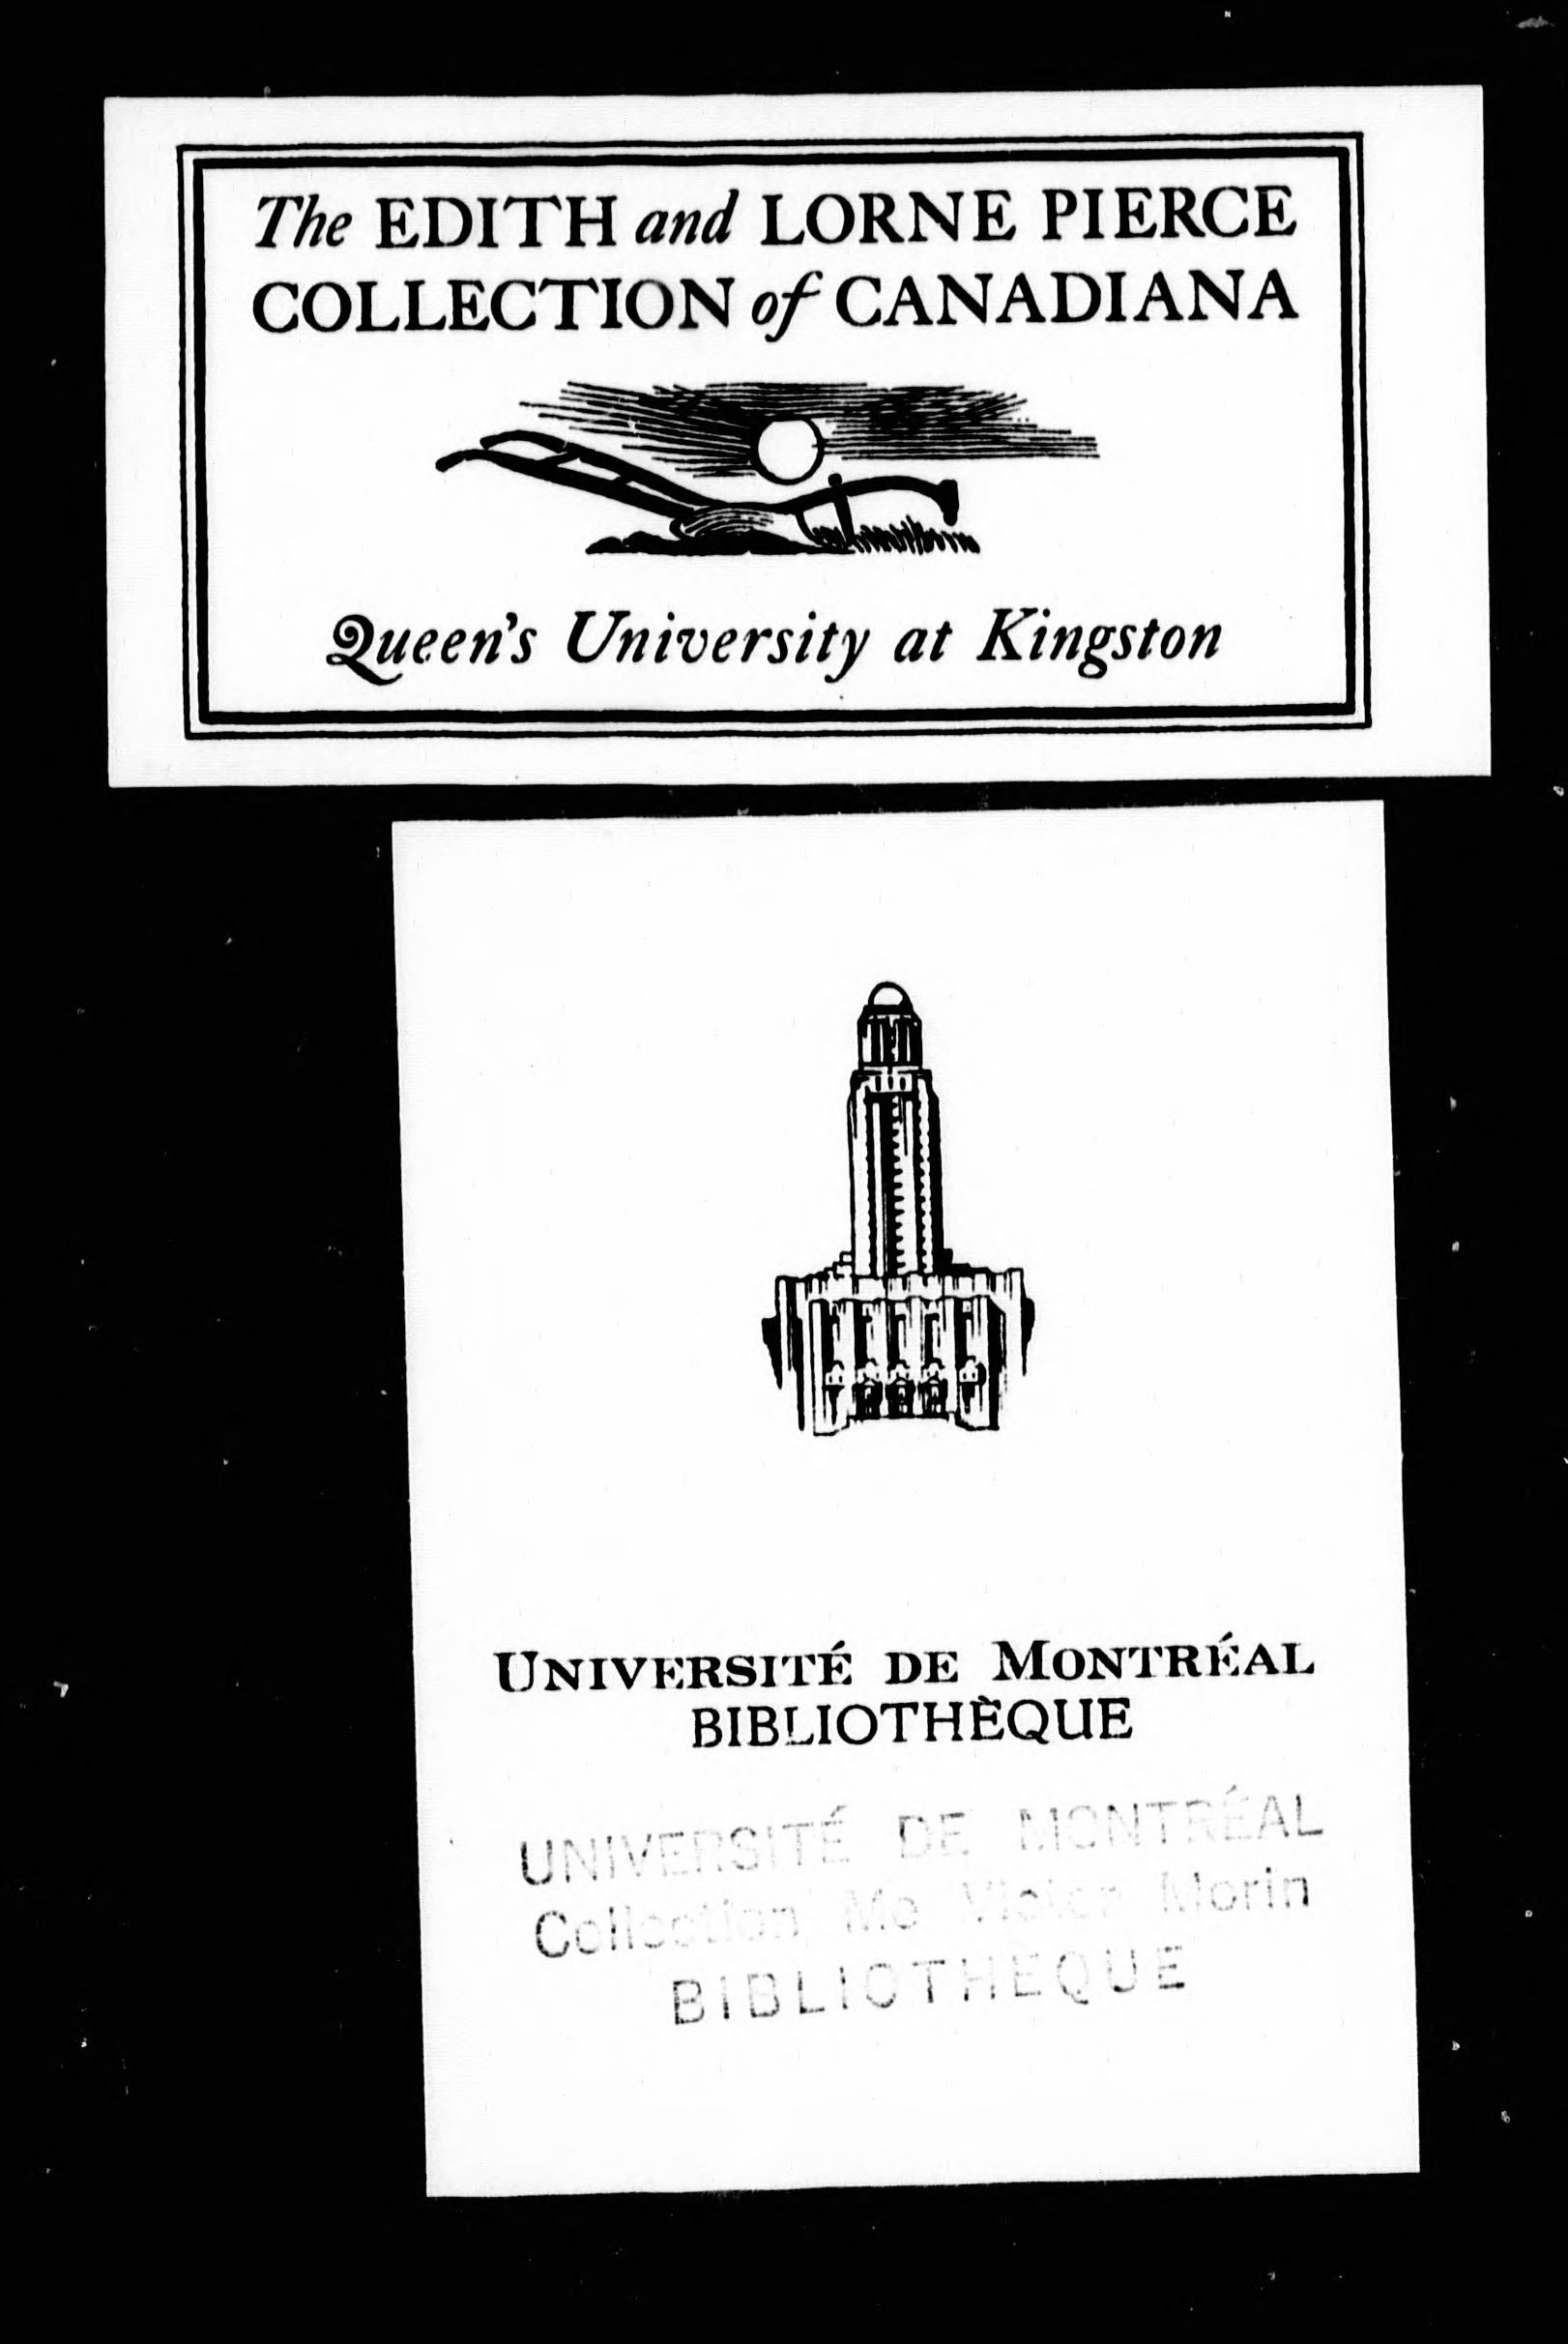 The EDITH and LORNE PIERCE
COLLECTION of CANADIANA
Queen's University at Kingston
UNIVERSITÉ DE MONTRÉAL
BIBLIOTHÈQUE
UNIVERSITÉ DE MONTRÉAL
Collection Me Victor Morin
BIBLIOTHEQUE